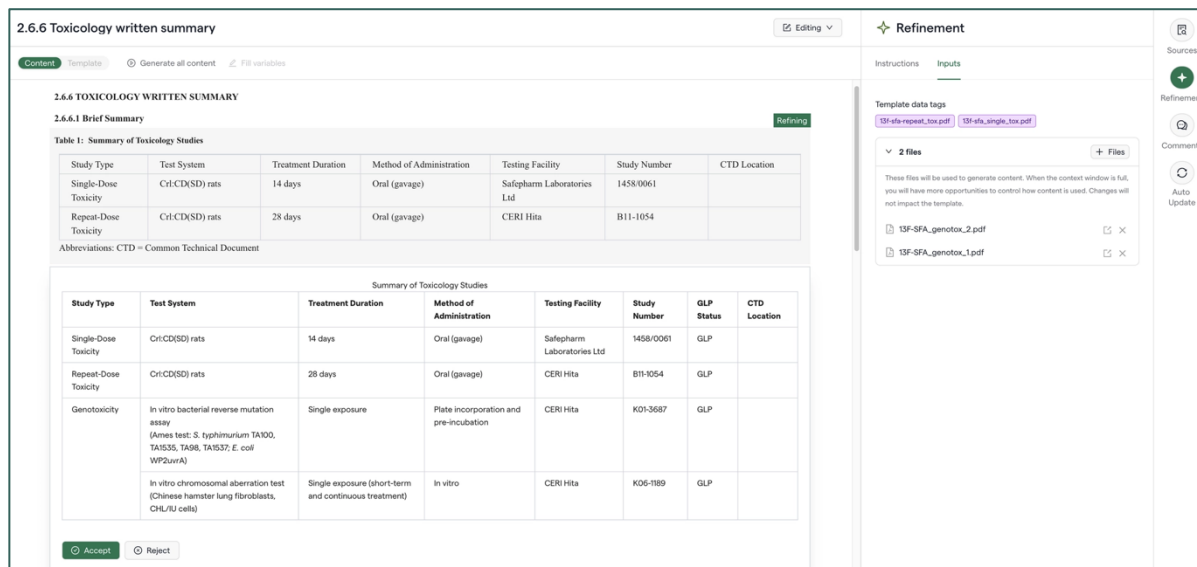 2.6.6 Toxicology written summary
Editing
Content Template Generate all content Fill variables
2.6.6 TOXICOLOGY WRITTEN SUMMARY
2.6.6.1 Brief Summary
Refining
Table 1: Summary of Toxicology Studies
Study Type Test System Treatment Duration Method of Administration Testing Facility Study Number CTD Location
Single-Dose Crl:CD(SD) rats 14 days Oral (gavage) Safepharm Laboratories 1458/0061
Toxicity Ltd
Repeat-Dose Crl:CD(SD) rats 28 days Oral (gavage) CERI Hita B11-1054
Toxicity
Abbreviations: CTD = Common Technical Document
Summary of Toxicology Studies
Study Type Test System Treatment Duration Method of Testing Facility Study GLP CTD
Administration Number Status Location
Single-Dose Crl:CD(SD) rats 14 days Oral (gavage) Safepharm 1458/0061 GLP
Toxicity Laboratories Ltd
Repeat-Dose Crl:CD(SD) rats 28 days Oral (gavage) CERI Hita B11-1054 GLP
Toxicity
Genotoxicity In vitro bacterial reverse mutation Single exposure Plate incorporation and CERI Hita K01-3687 GLP
assay pre-incubation
(Ames test; S. typhimurium TA100,
TA1535, TA98, TA1537; E. coli
WP2uvrA)
In vitro chromosomal aberration test Single exposure (short-term In vitro CERI Hita K06-1189 GLP
(Chinese hamster lung fibroblasts, and continuous treatment)
CHL/IU cells)
Accept Reject
Refinement
Instructions Inputs
Template data tags
13f-sfa-repeat_tox.pdf 13f-sfa_single_tox.pdf
2 files + Files
These files will be used to generate content. When the context window is full,
you will have more opportunities to control how content is used. Changes will
not impact the template.
13F-SFA_genotox_2.pdf
13F-SFA_genotox_1.pdf
Sources
Refinemen
Comment
Auto
Update